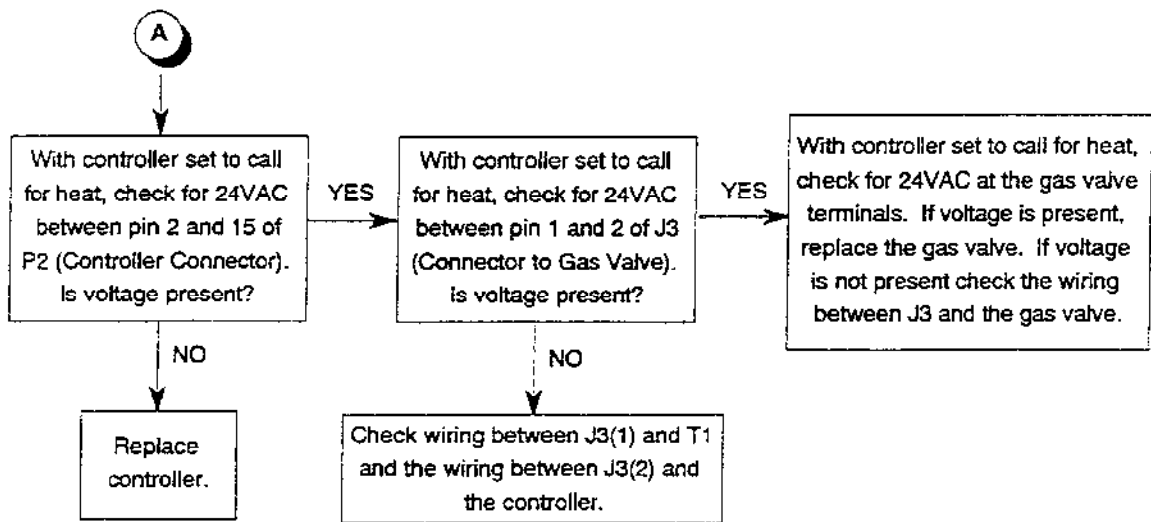 A
With controller set to call
for heat, check for 24VAC
between pin 2 and 15 of
P2 (Controller Connector).
Is voltage present?
YES
With controller set to call
for heat, check for 24VAC
between pin 1 and 2 of J3
(Connector to Gas Valve).
Is voltage present?
YES
With controller set to call for heat,
check for 24VAC at the gas valve
terminals. If voltage is present,
replace the gas valve. If voltage
is not present check the wiring
between J3 and the gas valve.
NO
Replace
controller.
NO
Check wiring between J3(1) and T1
and the wiring between J3(2) and
the controller.